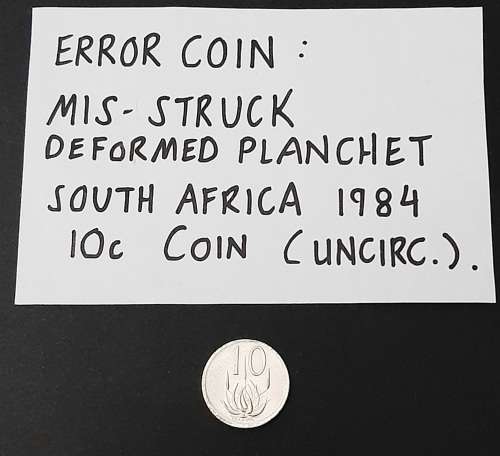 ERROR COIN :
MIS- STRUCK
DEFORMED PLANCHET
SOUTH AFRICA 1984
10c COIN (UNCIRC.).
10